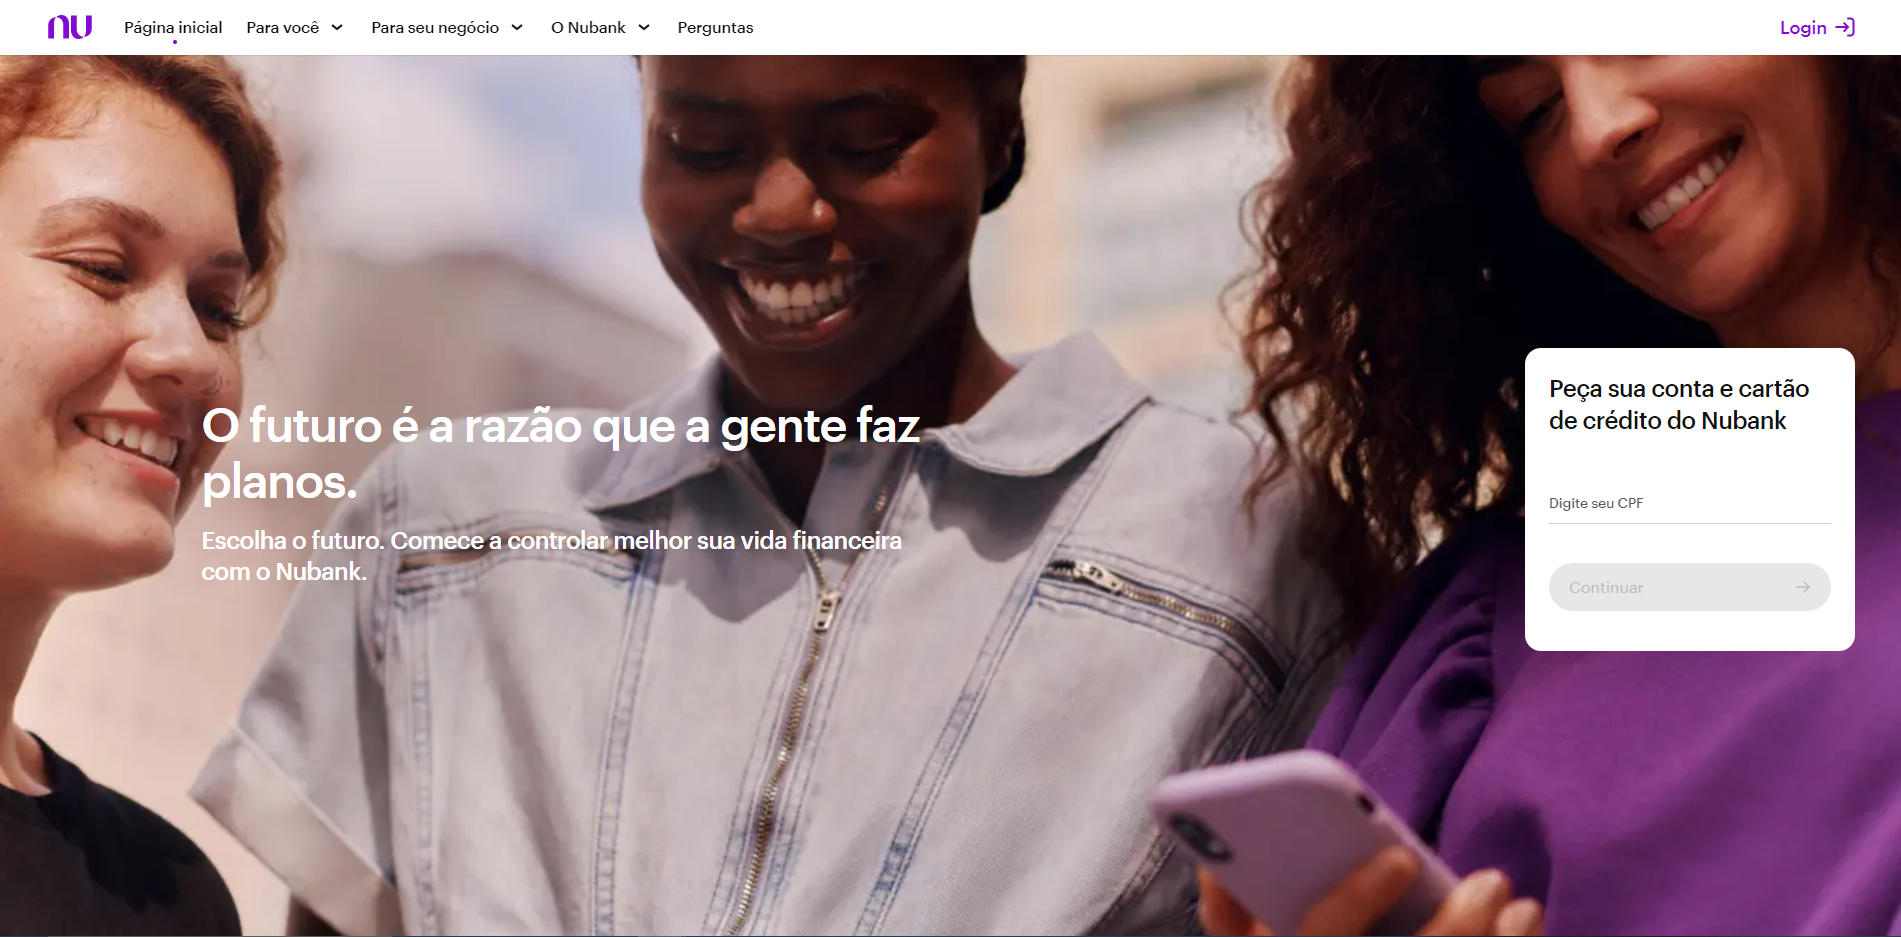 nu Página inicial Para você Para seu negócio O Nubank Perguntas Login
O futuro é a razão que a gente faz
planos.
Escolha o futuro. Comece a controlar melhor sua vida financeira
com o Nubank.
Peça sua conta e cartão
de crédito do Nubank
Digite seu CPF
Continuar